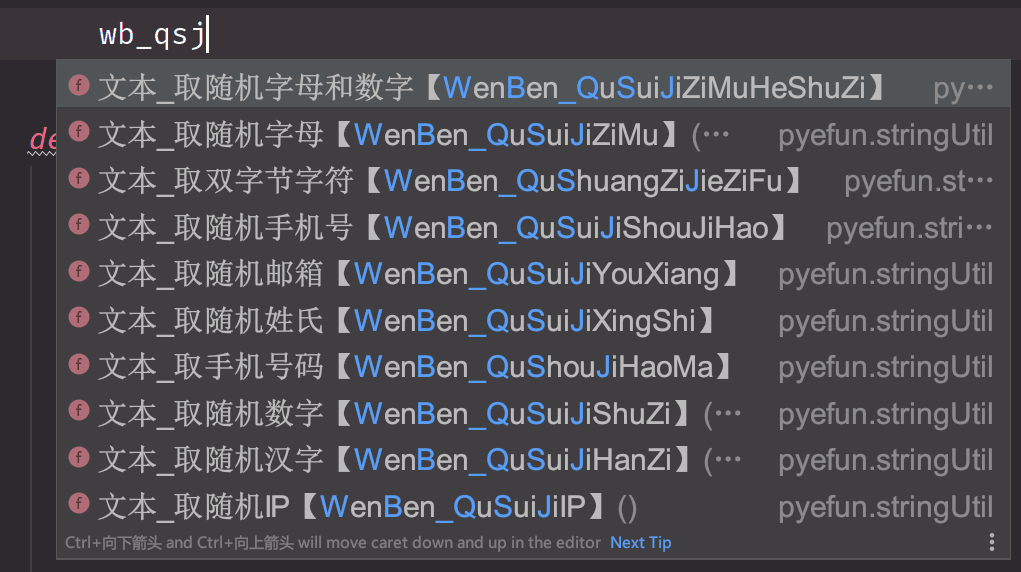 wb_qsj
文本_取随机字母和数字【WenBen_QuSuiJiZiMuHeShuZi】 py…
de
文本_取随机字母【WenBen_QuSuiJiZiMu】(… pyefun.stringUtil
文本_取双字节字符【WenBen_QuShuangZiJieZiFu】 pyefun.st…
文本_取随机手机号【WenBen_QuSuiJiShouJiHao】 pyefun.stri…
文本_取随机邮箱【WenBen_QuSuiJiYouXiang】 pyefun.stringUtil
文本_取随机姓氏【WenBen_QuSuiJiXingShi】 pyefun.stringUtil
文本_取手机号码【WenBen_QuShouJiHaoMa】 pyefun.stringUtil
文本_取随机数字【WenBen_QuSuiJiShuZi】(… pyefun.stringUtil
文本_取随机汉字【WenBen_QuSuiJiHanZi】(… pyefun.stringUtil
文本_取随机IP【WenBen_QuSuiJiIP】() pyefun.stringUtil
Ctrl+向下箭头 and Ctrl+向上箭头 will move caret down and up in the editor Next Tip